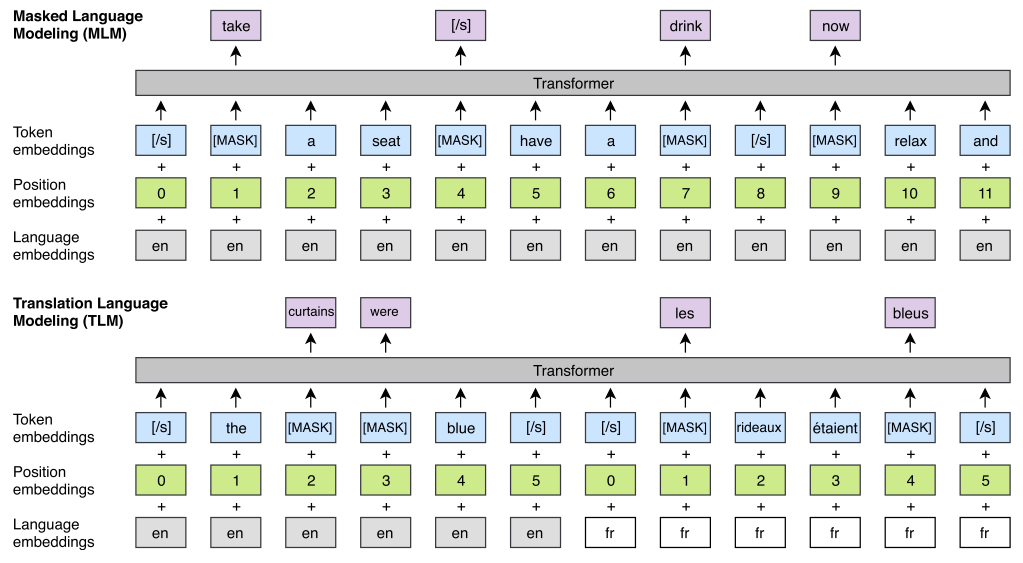 Masked Language
Modeling (MLM)
take [/s] drink now
Transformer
Token
embeddings
[/s] [MASK] a seat [MASK] have a [MASK] [/s] [MASK] relax and
+ + + + + + + + + + + +
Position
embeddings
0 1 2 3 4 5 6 7 8 9 10 11
+ + + + + + + + + + + +
Language
embeddings
en en en en en en en en en en en en
Translation Language
Modeling (TLM)
curtains were les bleus
Transformer
Token
embeddings
[/s] the [MASK] [MASK] blue [/s] [/s] [MASK] rideaux étaient [MASK] [/s]
+ + + + + + + + + + + +
Position
embeddings
0 1 2 3 4 5 0 1 2 3 4 5
+ + + + + + + + + + + +
Language
embeddings
en en en en en en fr fr fr fr fr fr